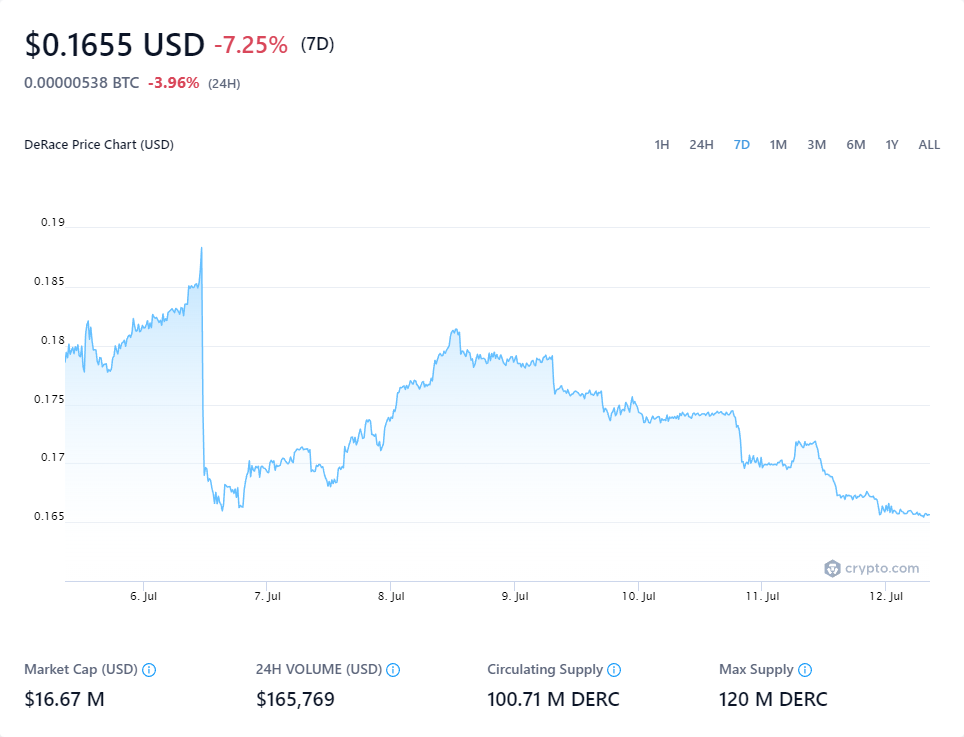 $0.1655 USD -7.25% (7D)
0.00000538 BTC -3.96% (24H)
DeRace Price Chart (USD) 1H 24H 7D 1M 3M 6M 1Y ALL
0.19
0.185
0.18
0.175
0.17
0.165
crypto.com
6. Jul 7. Jul 8. Jul 9. Jul 10. Jul 11. Jul 12. Jul
Market Cap (USD) 24H VOLUME (USD) Circulating Supply Max Supply
$16.67 M $165,769 100.71 M DERC 120 M DERC